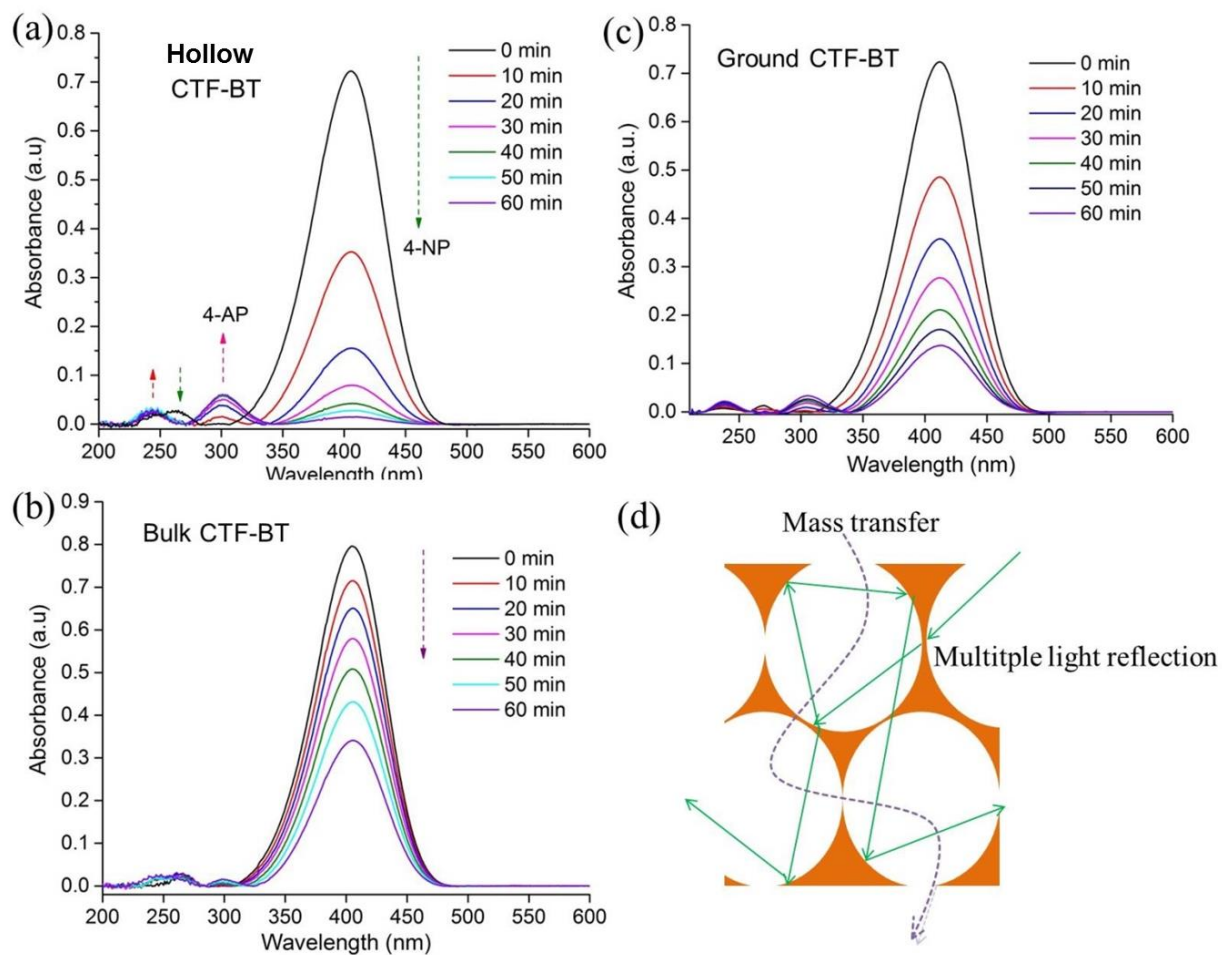 (a)
Hollow
CTF-BT
0 min
10 min
20 min
30 min
40 min
50 min
60 min
4-NP
4-AP
0.8
0.7
0.6
0.5
0.4
0.3
0.2
0.1
0.0
Absorbance (a.u)
200 250 300 350 400 450 500 550 600
Wavelength (nm)
(c)
Ground CTF-BT
0 min
10 min
20 min
30 min
40 min
50 min
60 min
0.8
0.7
0.6
0.5
0.4
0.3
0.2
0.1
0.0
Absorbance (a.u.)
250 300 350 400 450 500 550 600
Wavelength (nm)
(b)
Bulk CTF-BT
0 min
10 min
20 min
30 min
40 min
50 min
60 min
0.9
0.8
0.7
0.6
0.5
0.4
0.3
0.2
0.1
0.0
Absorbance (a.u)
200 250 300 350 400 450 500 550 600
Wavelength (nm)
(d)
Mass transfer
Multitple light reflection